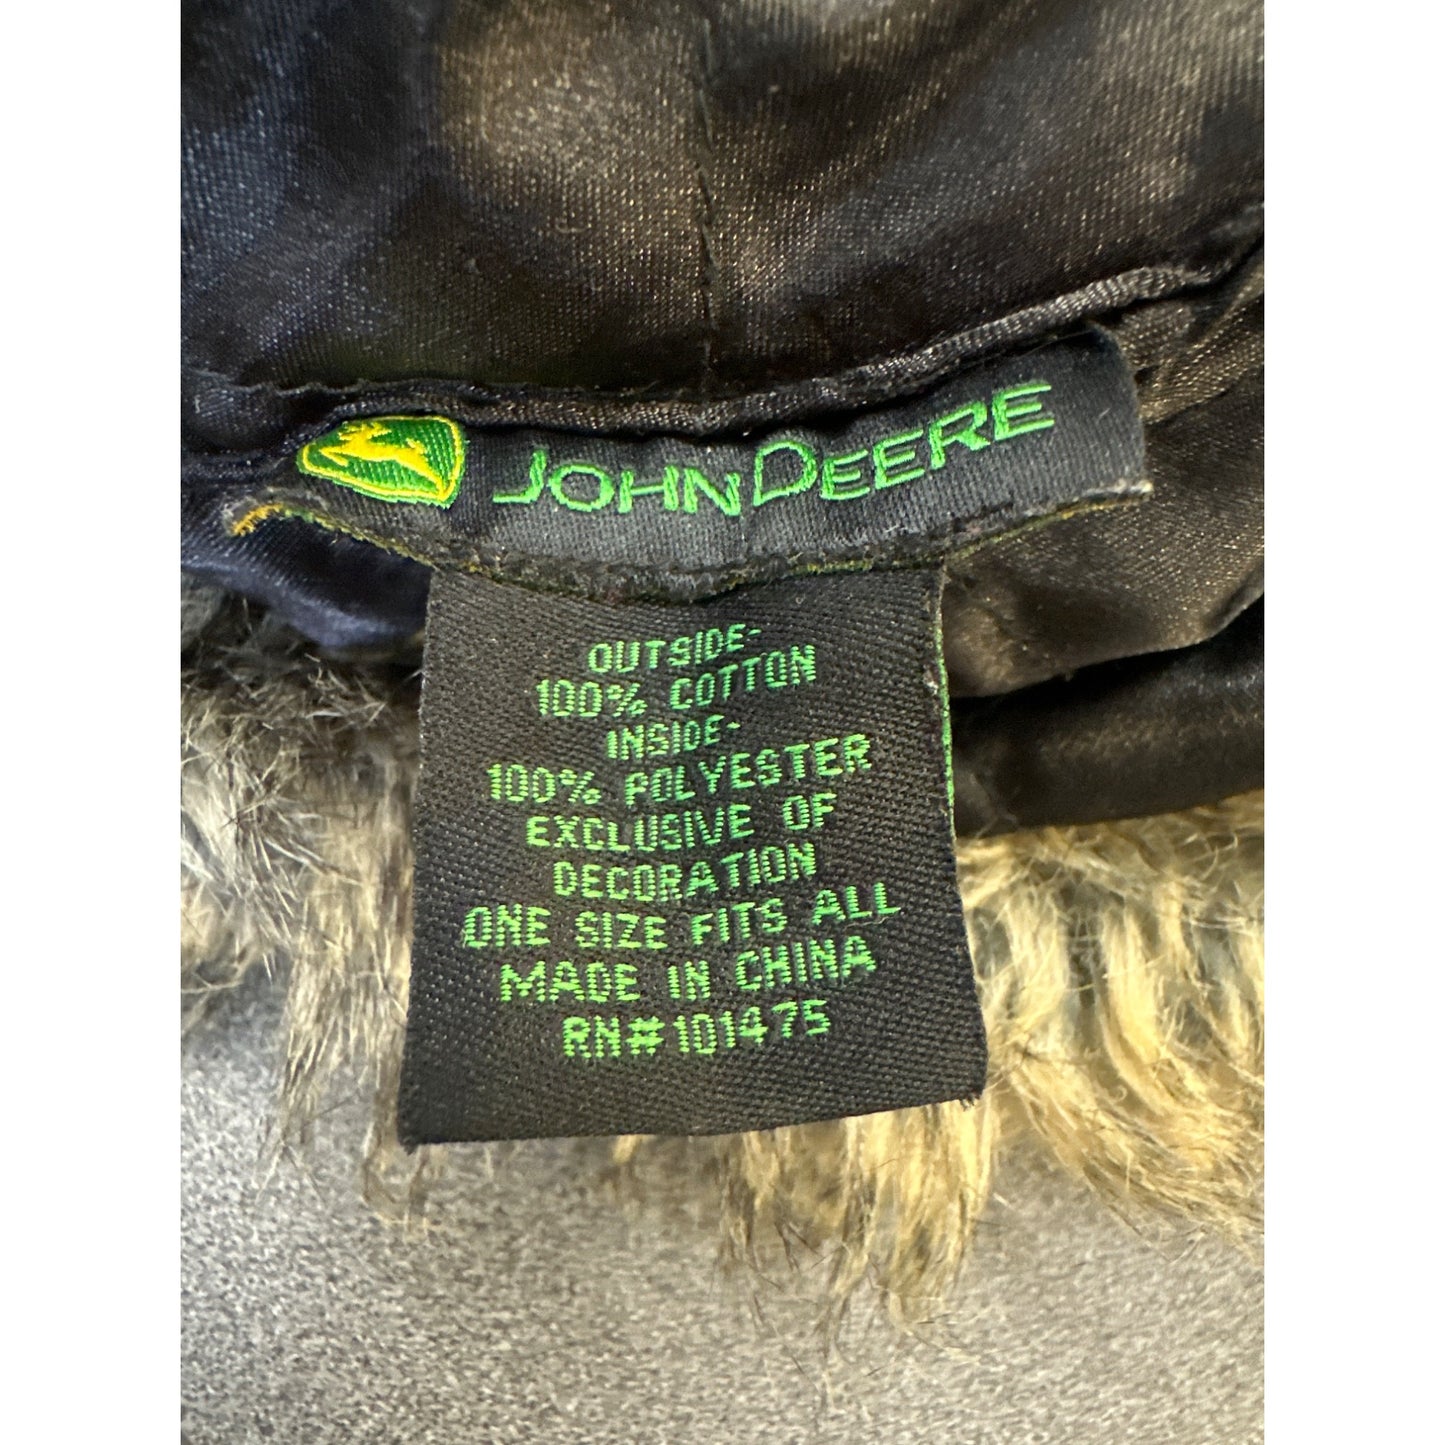 JOHN DEERE
OUTSIDE-
100% COTTON
INSIDE-
100% POLYESTER
EXCLUSIVE OF
DECORATION
ONE SIZE FITS ALL
MADE IN CHINA
RN#101475